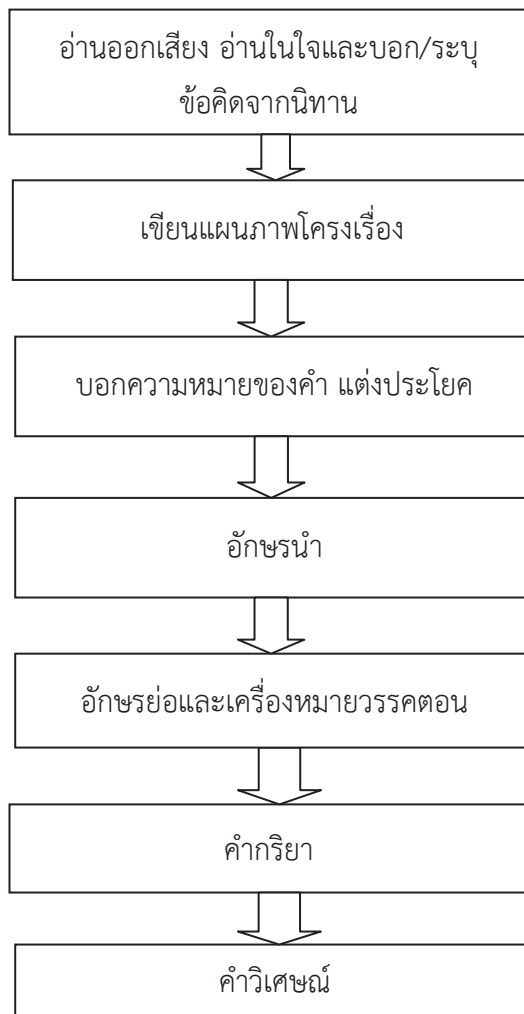 อ่านออกเสียง อ่านในใจและบอก/ระบุ
ข้อคิดจากนิทาน
เขียนแผนภาพโครงเรื่อง
บอกความหมายของคำ แต่งประโยค
อักษรนำ
อักษรย่อและเครื่องหมายวรรคตอน
คำกริยา
คำวิเศษณ์